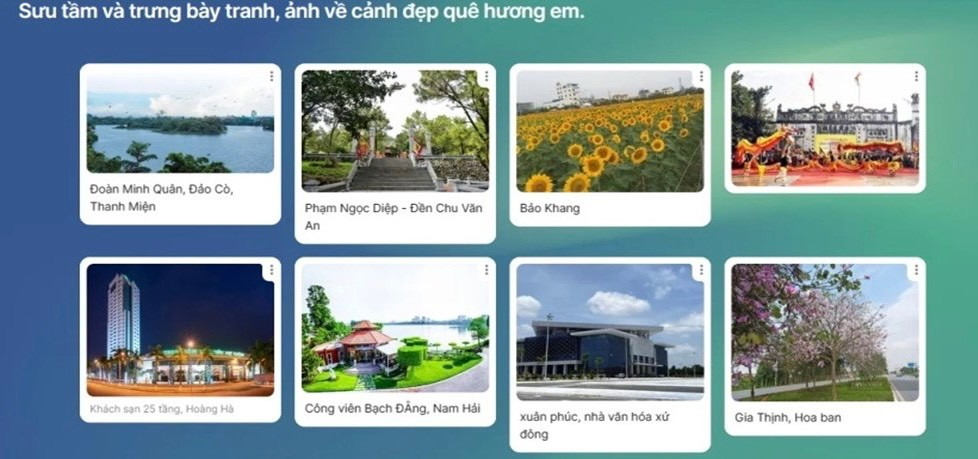 Sưu tầm và trưng bày tranh, ảnh về cảnh đẹp quê hương em.
Đoàn Minh Quân, Đảo Cò,
Thanh Miện
Phạm Ngọc Diệp - Đền Chu Văn
An
Bảo Khang
Khách sạn 25 tầng, Hoàng Hà
Công viên Bạch ĐẰng, Nam Hải
xuân phúc, nhà văn hóa xứ
đông
Gia Thịnh, Hoa ban